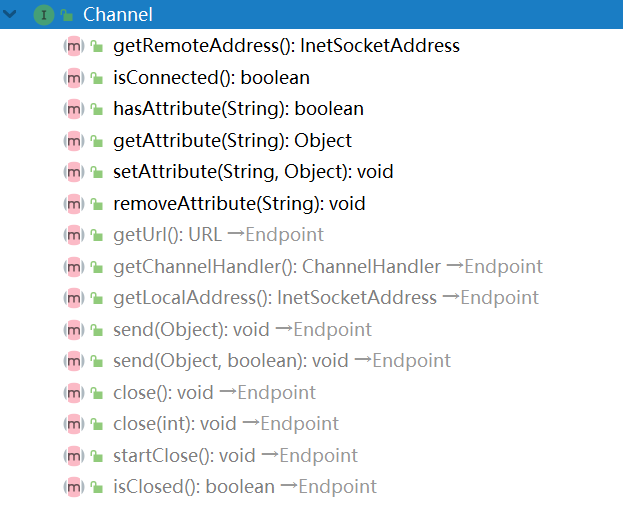 I Channel
m getRemoteAddress(): InetSocketAddress
m isConnected(): boolean
m hasAttribute(String): boolean
m getAttribute(String): Object
m setAttribute(String, Object): void
m removeAttribute(String): void
m getUrl(): URL →Endpoint
m getChannelHandler(): ChannelHandler →Endpoint
m getLocalAddress(): InetSocketAddress →Endpoint
m send(Object): void →Endpoint
m send(Object, boolean): void →Endpoint
m close(): void →Endpoint
m close(int): void →Endpoint
m startClose(): void →Endpoint
m isClosed(): boolean →Endpoint